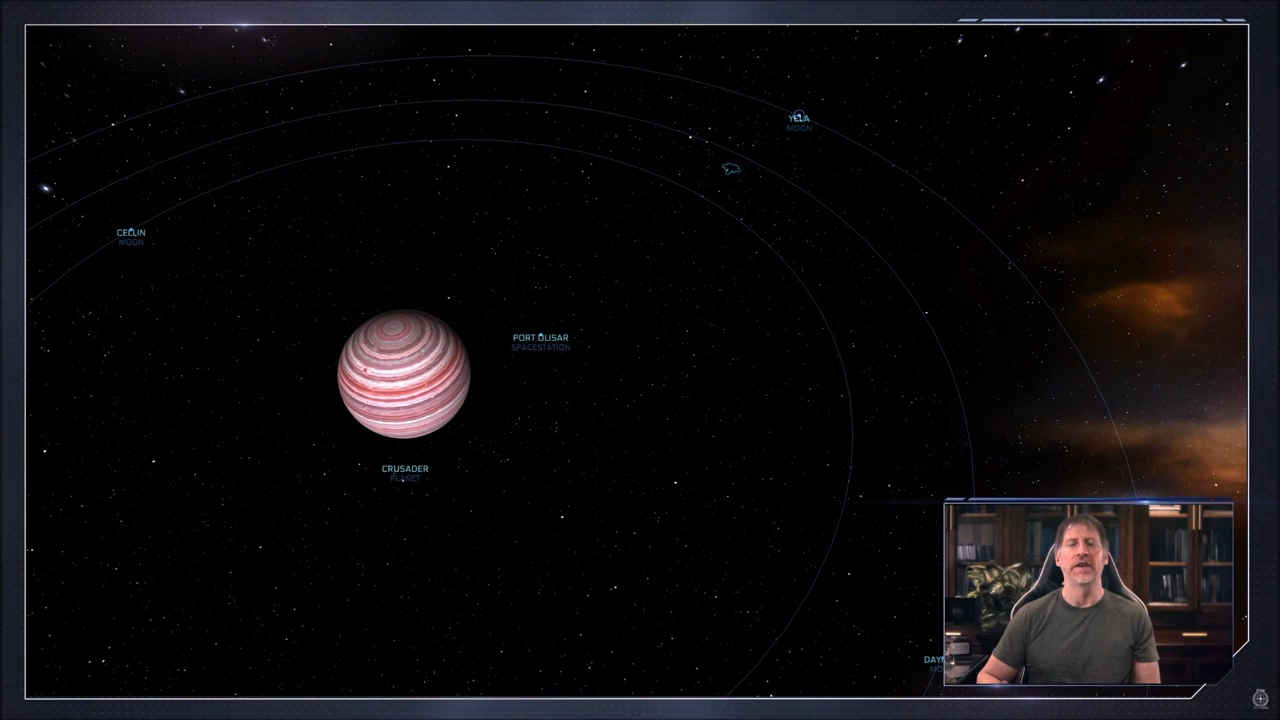 YELA
MOON
CELLIN
MOON
PORT OLISAR
SPACESTATION
CRUSADER
PLANET